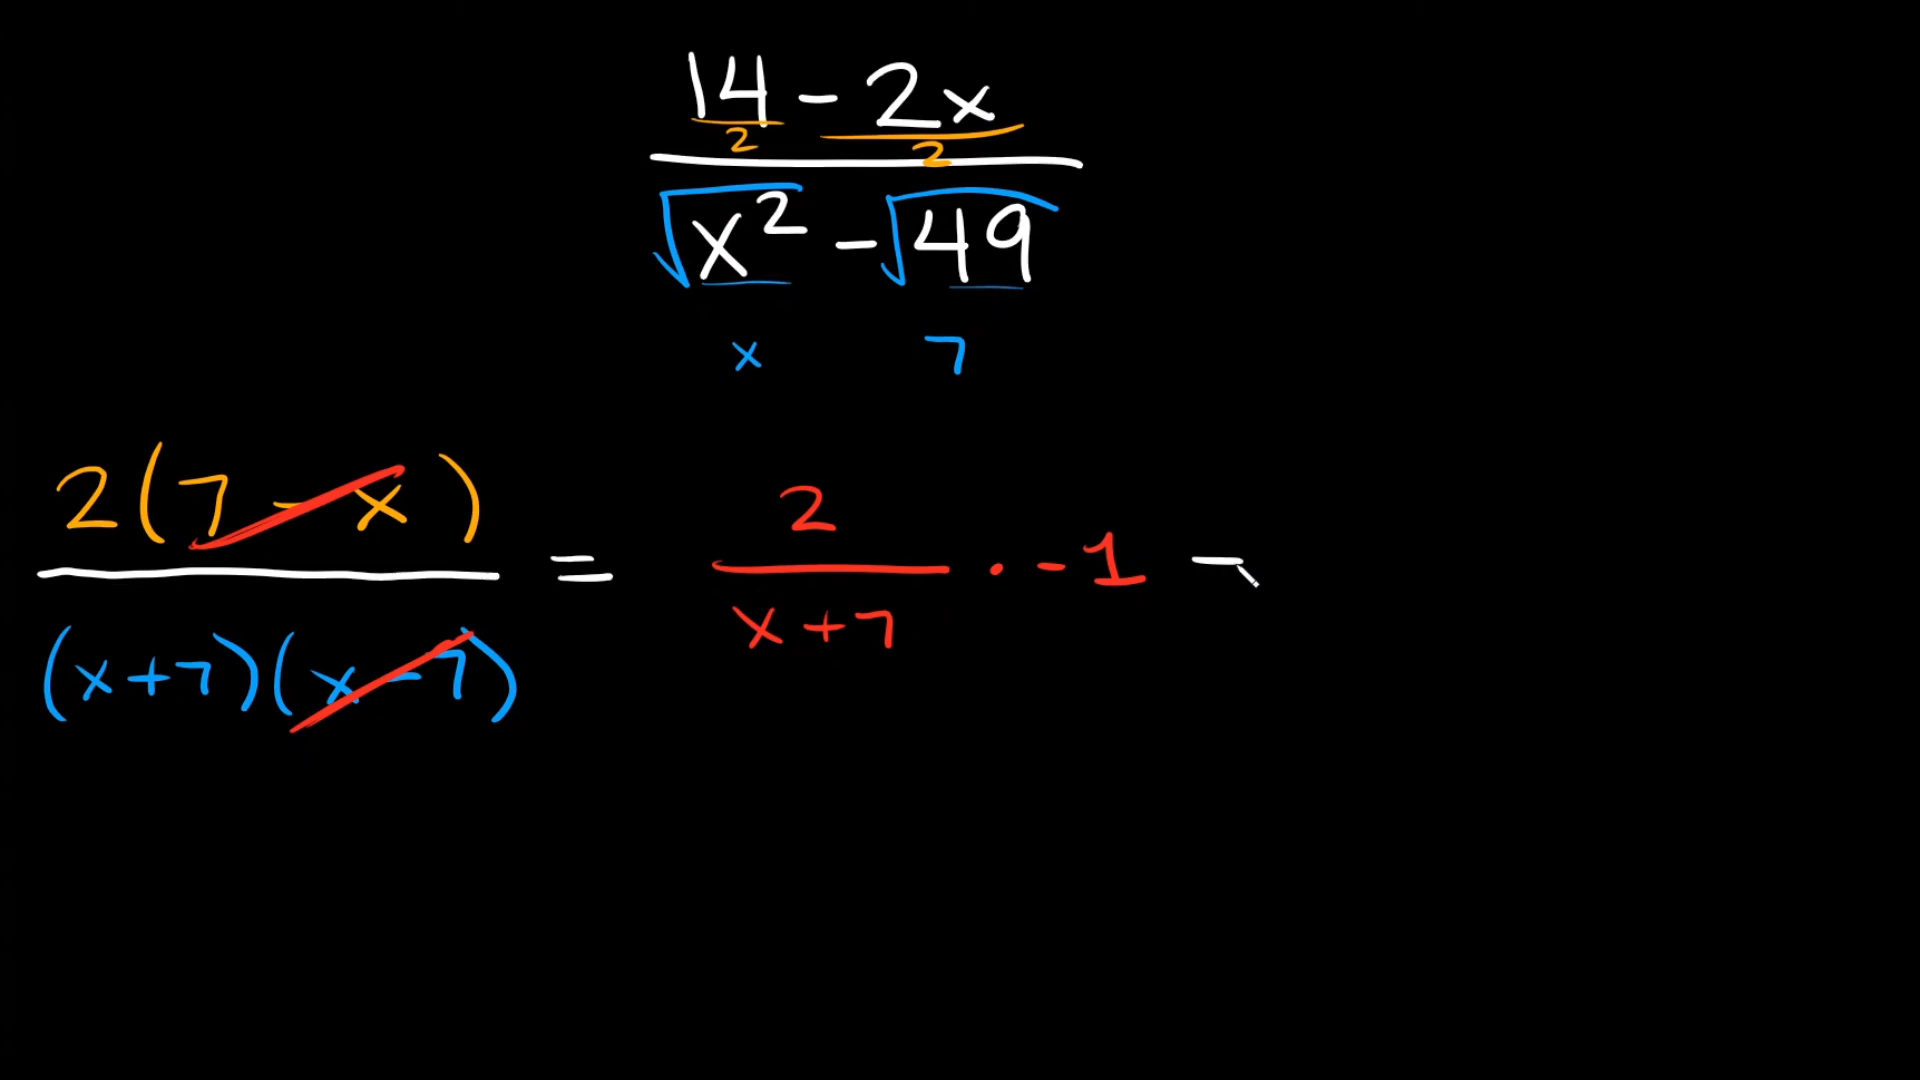 14 - 2x
2 2
√x² - √49
x 7
2(7 - x)
(x+7)(x-7)
=
2
x+7
· -1 =